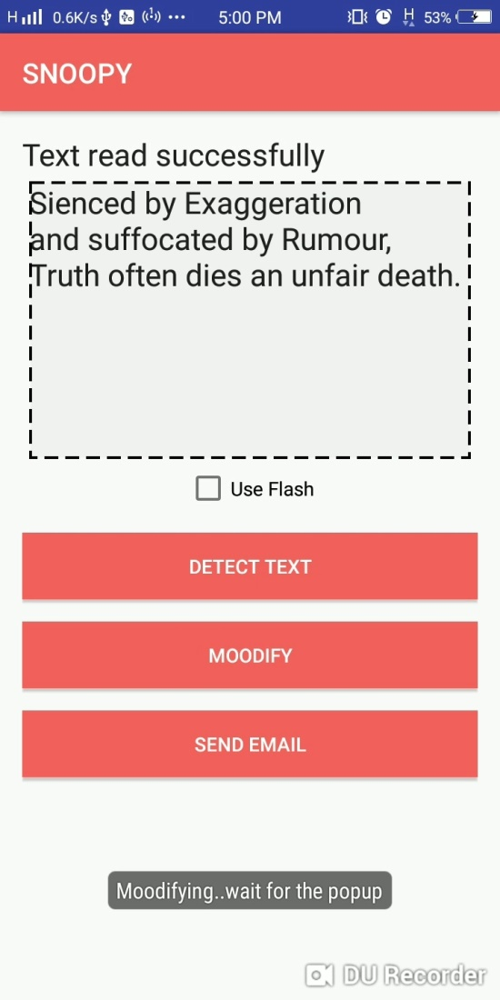 H 0.6K/s ••• 5:00 PM H 53%
SNOOPY
Text read successfully
Sienced by Exaggeration
and suffocated by Rumour,
Truth often dies an unfair death.
Use Flash
DETECT TEXT
MOODIFY
SEND EMAIL
Moodifying..wait for the popup
DU Recorder